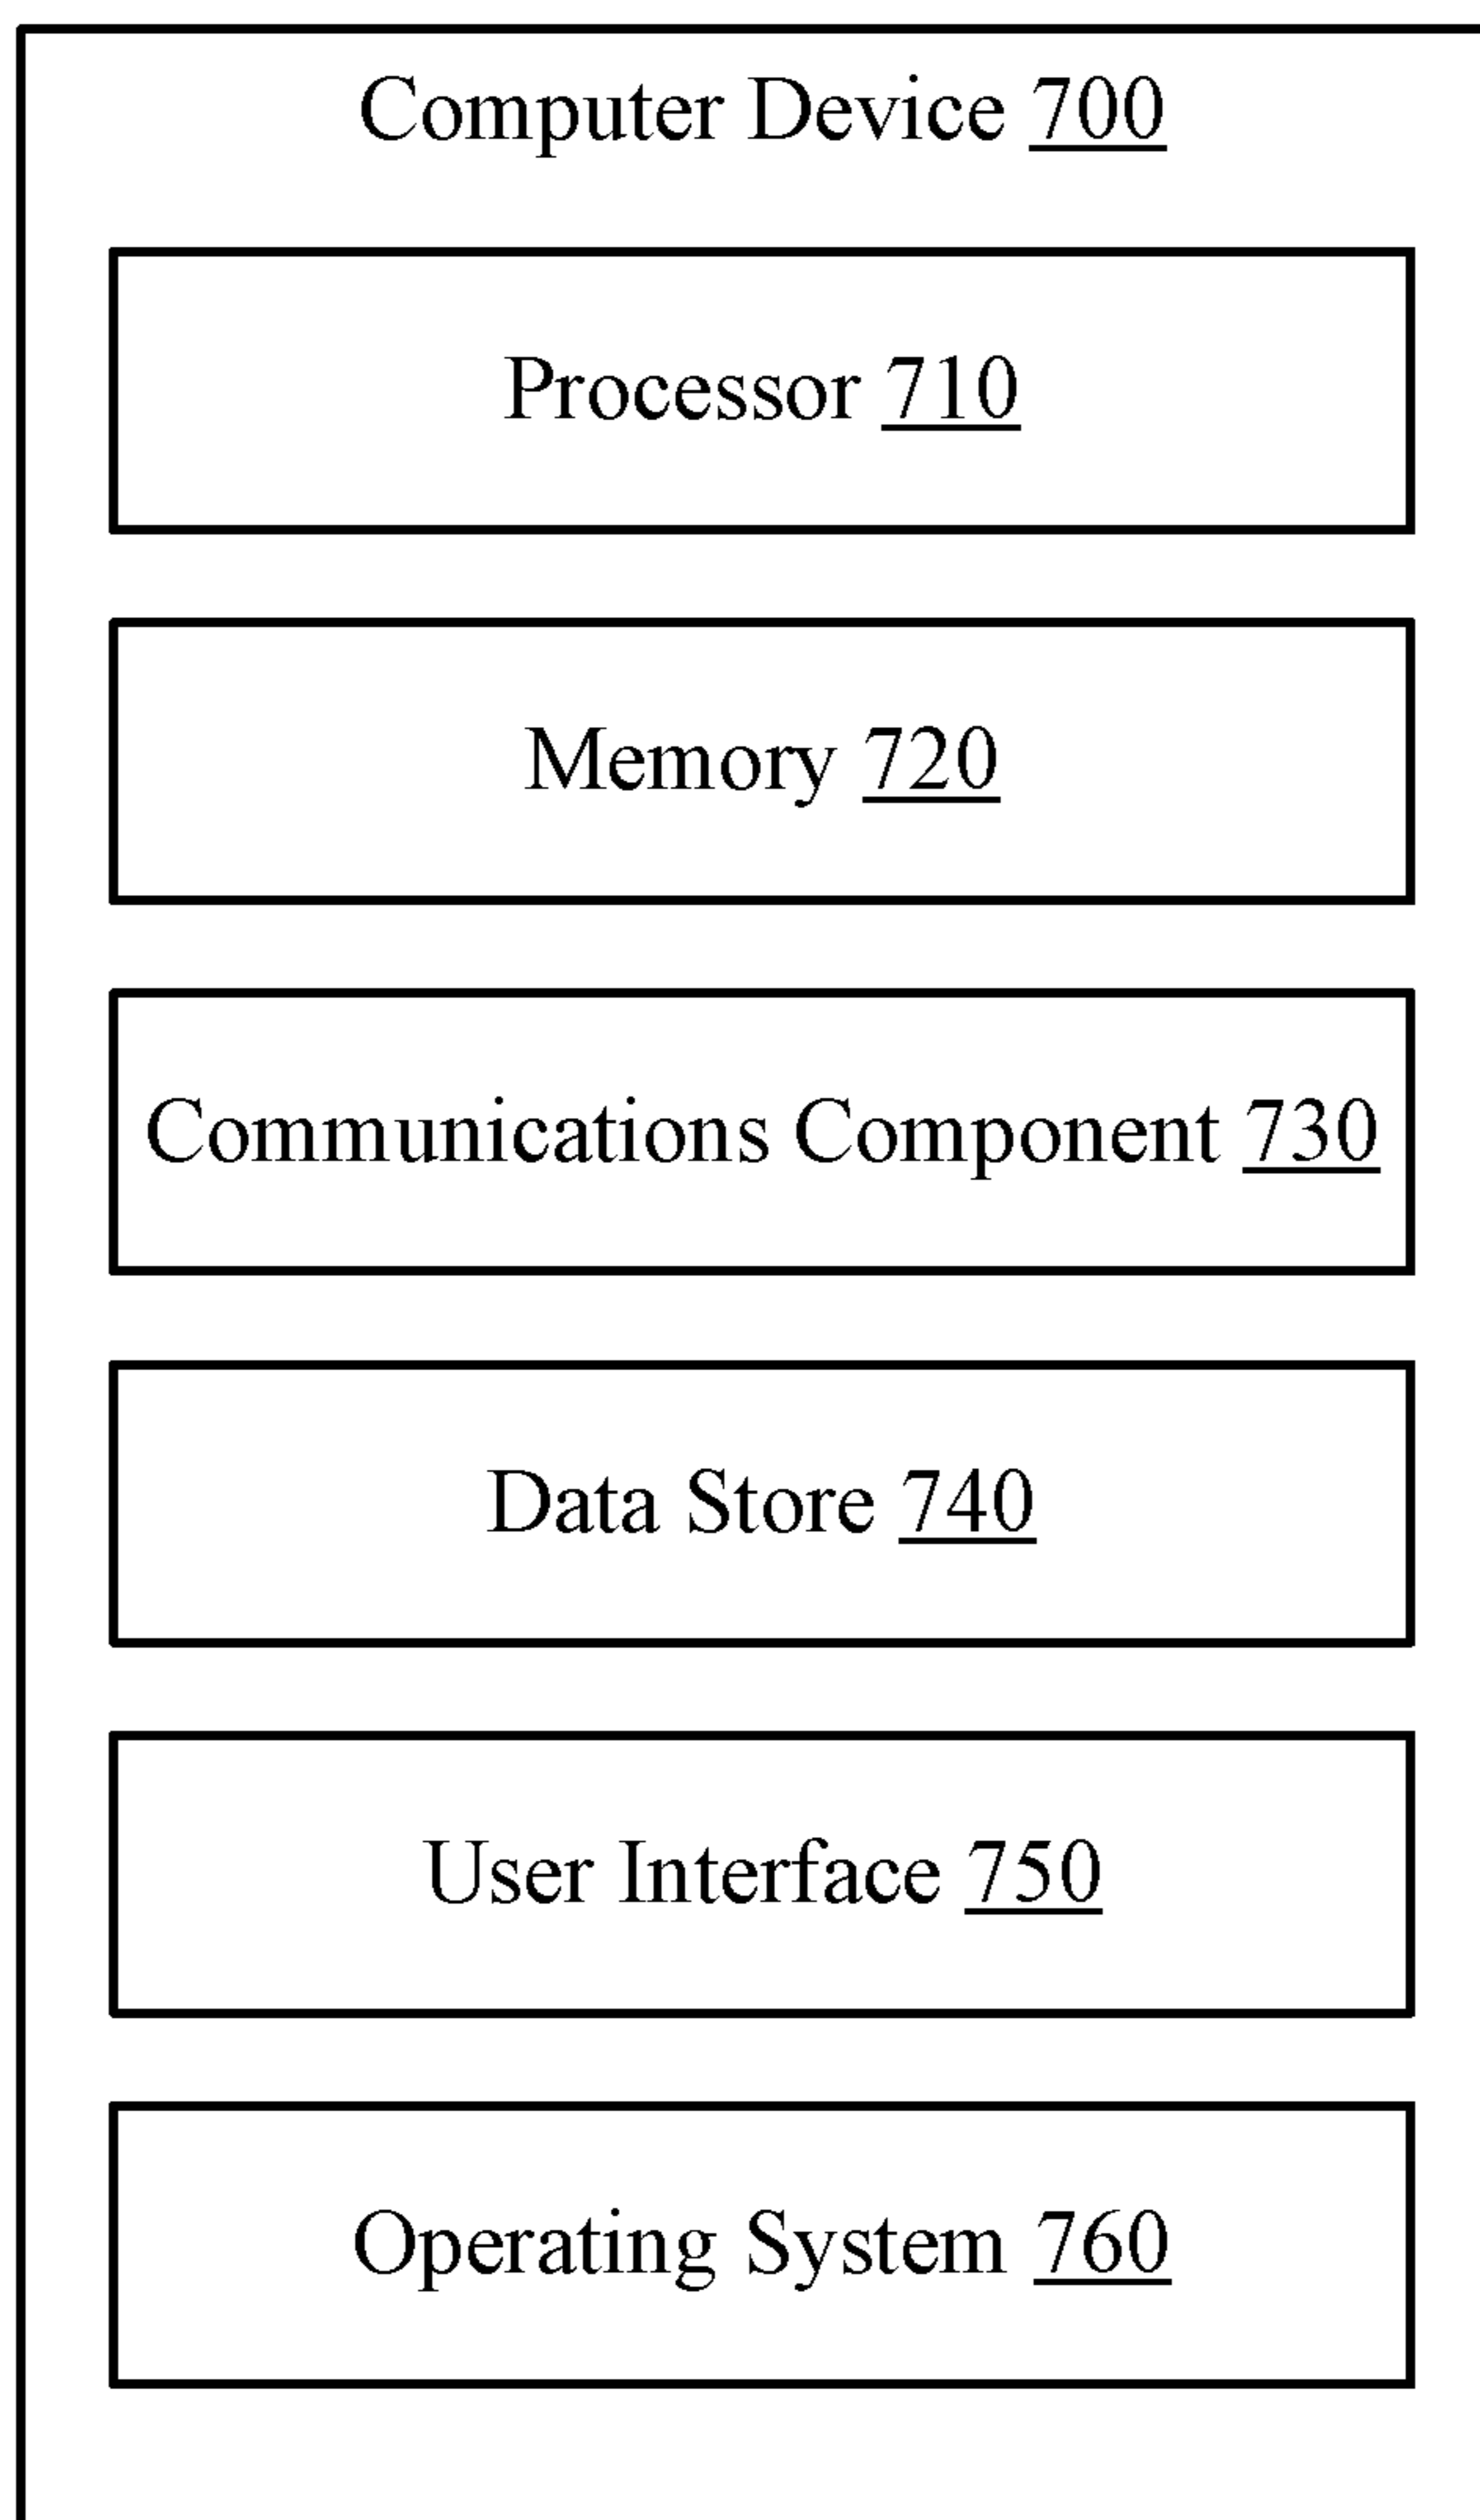 Computer Device 700
Processor 710
Memory 720
Communications Component 730
Data Store 740
User Interface 750
Operating System 760